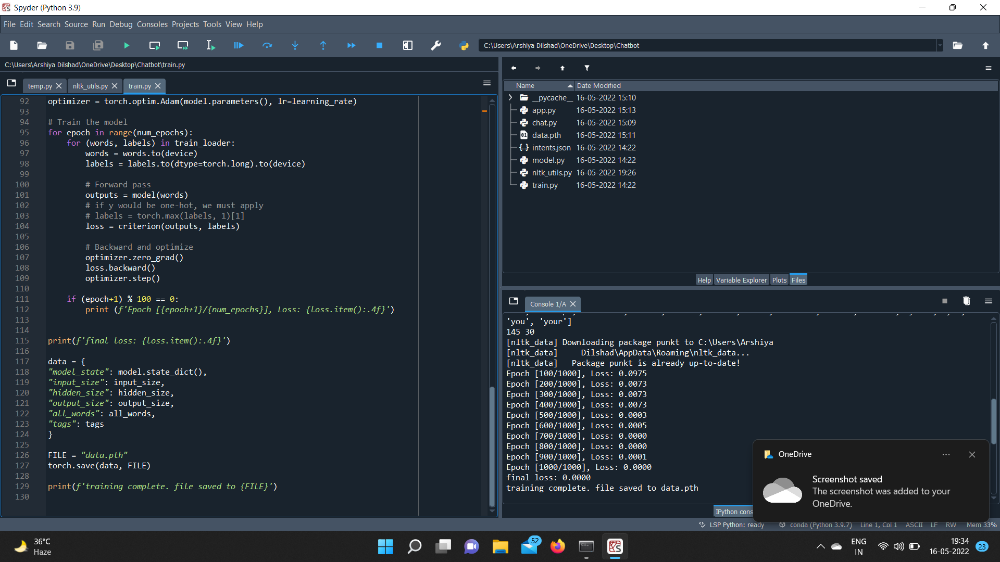 Spyder (Python 3.9)
File Edit Search Source Run Debug Consoles Projects Tools View Help
C:\Users\Arshiya Dilshad\OneDrive\Desktop\Chatbot
C:\Users\Arshiya Dilshad\OneDrive\Desktop\Chatbot\train.py
temp.py nltk_utils.py train.py
92 optimizer = torch.optim.Adam(model.parameters(), lr=learning_rate)
93
94 # Train the model
95 for epoch in range(num_epochs):
96     for (words, labels) in train_loader:
97         words = words.to(device)
98         labels = labels.to(dtype=torch.long).to(device)
99
100         # Forward pass
101         outputs = model(words)
102         # if y would be one-hot, we must apply
103         # labels = torch.max(labels, 1)[1]
104         loss = criterion(outputs, labels)
105
106         # Backward and optimize
107         optimizer.zero_grad()
108         loss.backward()
109         optimizer.step()
110
111     if (epoch+1) % 100 == 0:
112         print (f'Epoch [{epoch+1}/{num_epochs}], Loss: {loss.item():.4f}')
113
114
115 print(f'final loss: {loss.item():.4f}')
116
117 data = {
118 "model_state": model.state_dict(),
119 "input_size": input_size,
120 "hidden_size": hidden_size,
121 "output_size": output_size,
122 "all_words": all_words,
123 "tags": tags
124 }
125
126 FILE = "data.pth"
127 torch.save(data, FILE)
128
129 print(f'training complete. file saved to {FILE}')
130
Name Date Modified
__pycache__ 16-05-2022 15:10
app.py 16-05-2022 15:13
chat.py 16-05-2022 15:09
data.pth 16-05-2022 15:11
intents.json 16-05-2022 14:22
model.py 16-05-2022 14:22
nltk_utils.py 16-05-2022 19:26
train.py 16-05-2022 14:22
Help Variable Explorer Plots Files
Console 1/A
'you', 'your']
145 30
[nltk_data] Downloading package punkt to C:\Users\Arshiya
[nltk_data]     Dilshad\AppData\Roaming\nltk_data...
[nltk_data]   Package punkt is already up-to-date!
Epoch [100/1000], Loss: 0.0975
Epoch [200/1000], Loss: 0.0073
Epoch [300/1000], Loss: 0.0073
Epoch [400/1000], Loss: 0.0073
Epoch [500/1000], Loss: 0.0003
Epoch [600/1000], Loss: 0.0005
Epoch [700/1000], Loss: 0.0000
Epoch [800/1000], Loss: 0.0000
Epoch [900/1000], Loss: 0.0001
Epoch [1000/1000], Loss: 0.0000
final loss: 0.0000
training complete. file saved to data.pth
IPython cons
OneDrive
Screenshot saved
The screenshot was added to your
OneDrive.
LSP Python: ready conda (Python 3.9.7) Line 1, Col 1 ASCII LF RW Mem 33%
36°C
Haze
52
ENG
IN
19:34
16-05-2022
23